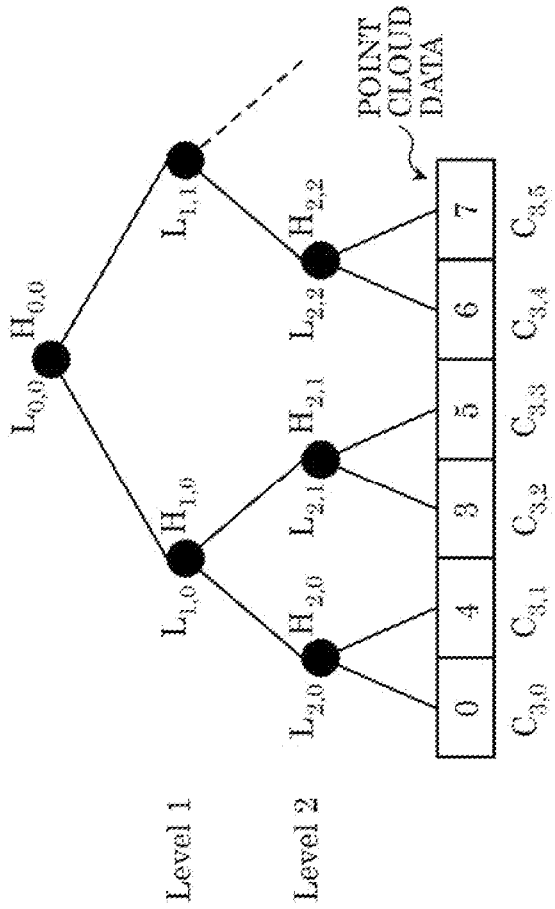 L0,0 H0,0
Level 1
L1,0 H1,0
L1,1
Level 2
L2,0 H2,0
L2,1 H2,1
L2,2 H2,2
POINT
CLOUD
DATA
0 4 3 5 6 7
C3,0 C3,1 C3,2 C3,3 C3,4 C3,5